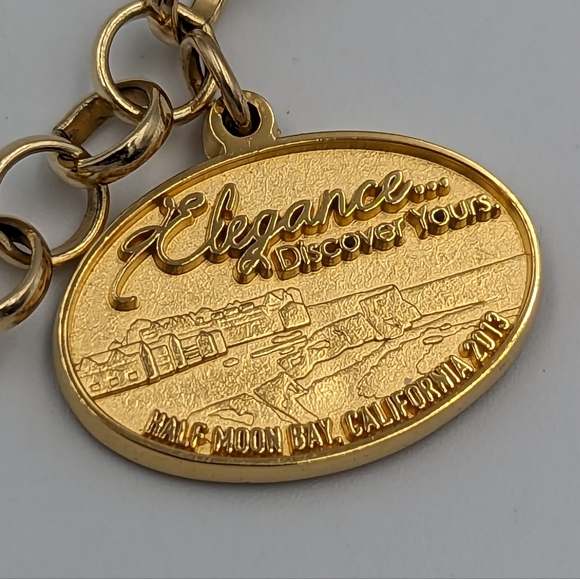 Elegance...
Discover Yours.
HALF MOON BAY, CALIFORNIA 2013